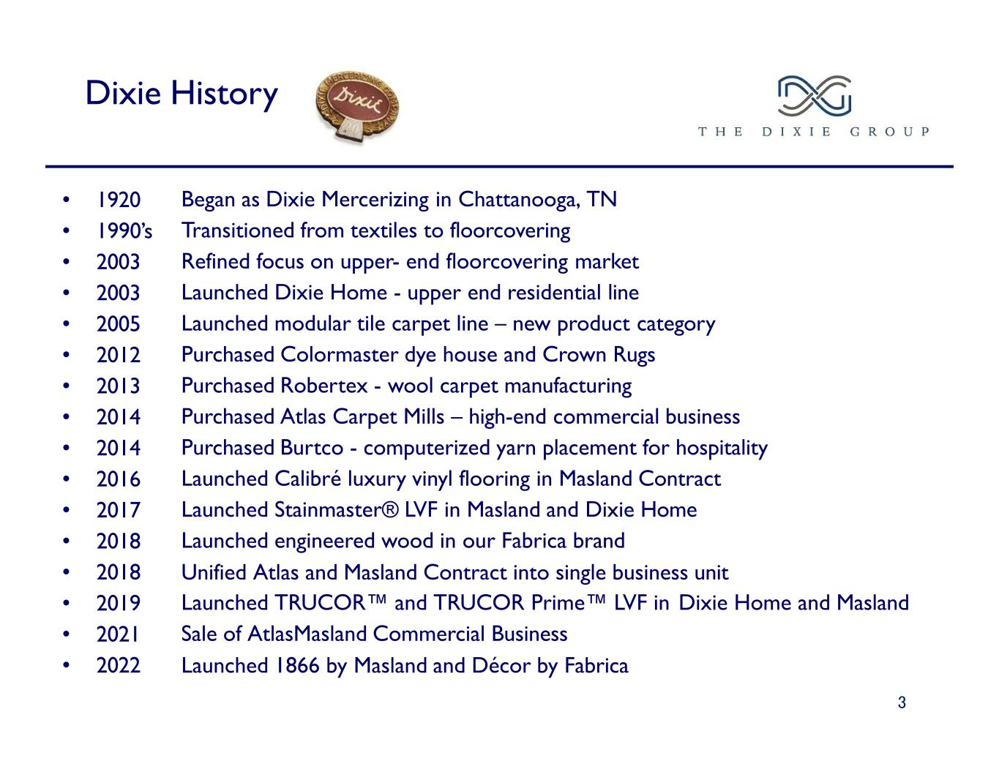 Dixie History
DIXIE MERCERIZING COMPANY
Dixie
20
THE DIXIE GROUP
• 1920 Began as Dixie Mercerizing in Chattanooga, TN
• 1990’s Transitioned from textiles to floorcovering
• 2003 Refined focus on upper- end floorcovering market
• 2003 Launched Dixie Home - upper end residential line
• 2005 Launched modular tile carpet line – new product category
• 2012 Purchased Colormaster dye house and Crown Rugs
• 2013 Purchased Robertex - wool carpet manufacturing
• 2014 Purchased Atlas Carpet Mills – high-end commercial business
• 2014 Purchased Burtco - computerized yarn placement for hospitality
• 2016 Launched Calibré luxury vinyl flooring in Masland Contract
• 2017 Launched Stainmaster® LVF in Masland and Dixie Home
• 2018 Launched engineered wood in our Fabrica brand
• 2018 Unified Atlas and Masland Contract into single business unit
• 2019 Launched TRUCOR™ and TRUCOR Prime™ LVF in Dixie Home and Masland
• 2021 Sale of AtlasMasland Commercial Business
• 2022 Launched 1866 by Masland and Décor by Fabrica
3